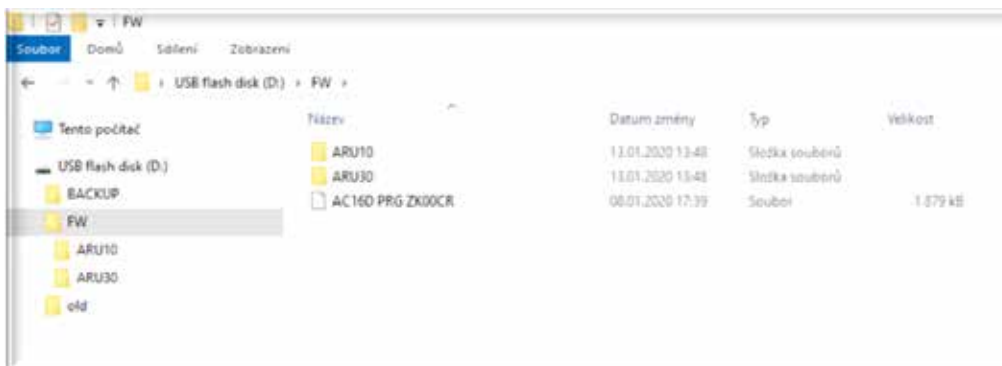 FW
Soubor Domů Sdílení Zobrazení
USB flash disk (D:) › FW ›
Tento počítač
USB flash disk (D:)
BACKUP
FW
ARU10
ARU30
old
Název Datum změny Typ Velikost
ARU10 13.01.2020 13:48 Složka souborů
ARU30 13.01.2020 13:48 Složka souborů
AC16D PRG ZK00CR 08.01.2020 17:39 Soubor 1 879 kB